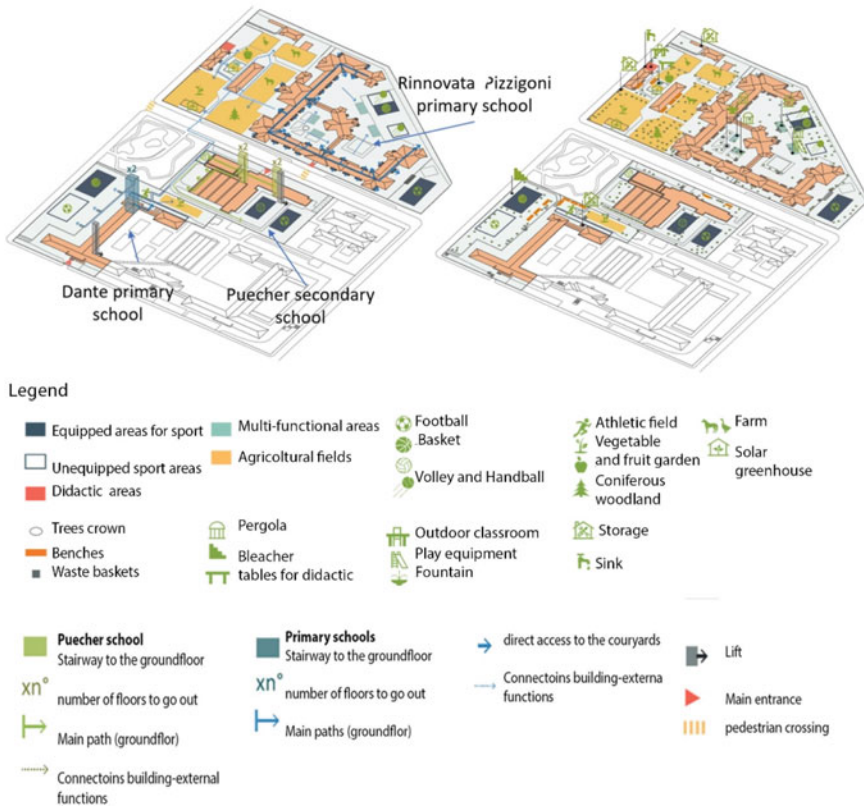 Rinnovata Pizzigoni
primary school
x2
x2
x2
Dante primary
school
Puecher secondary
school
Legend
Equipped areas for sport
Unequipped sport areas
Didactic areas
Multi-functional areas
Agricoltural fields
Football
.Basket
Volley and Handball
Athletic field
Vegetable
and fruit garden
Coniferous
woodland
Farm
Solar
greenhouse
Trees crown
Benches
Waste baskets
Pergola
Bleacher
tables for didactic
Outdoor classroom
Play equipment
Fountain
Storage
Sink
Puecher school
Stairway to the groundfloor
xn°
number of floors to go out
Main path (groundflor)
Connectoins building-external
functions
Primary schools
Stairway to the groundfloor
xn°
number of floors to go out
Main paths (groundflor)
direct access to the courtyards
Connectoins building-externa
functions
Lift
Main entrance
pedestrian crossing